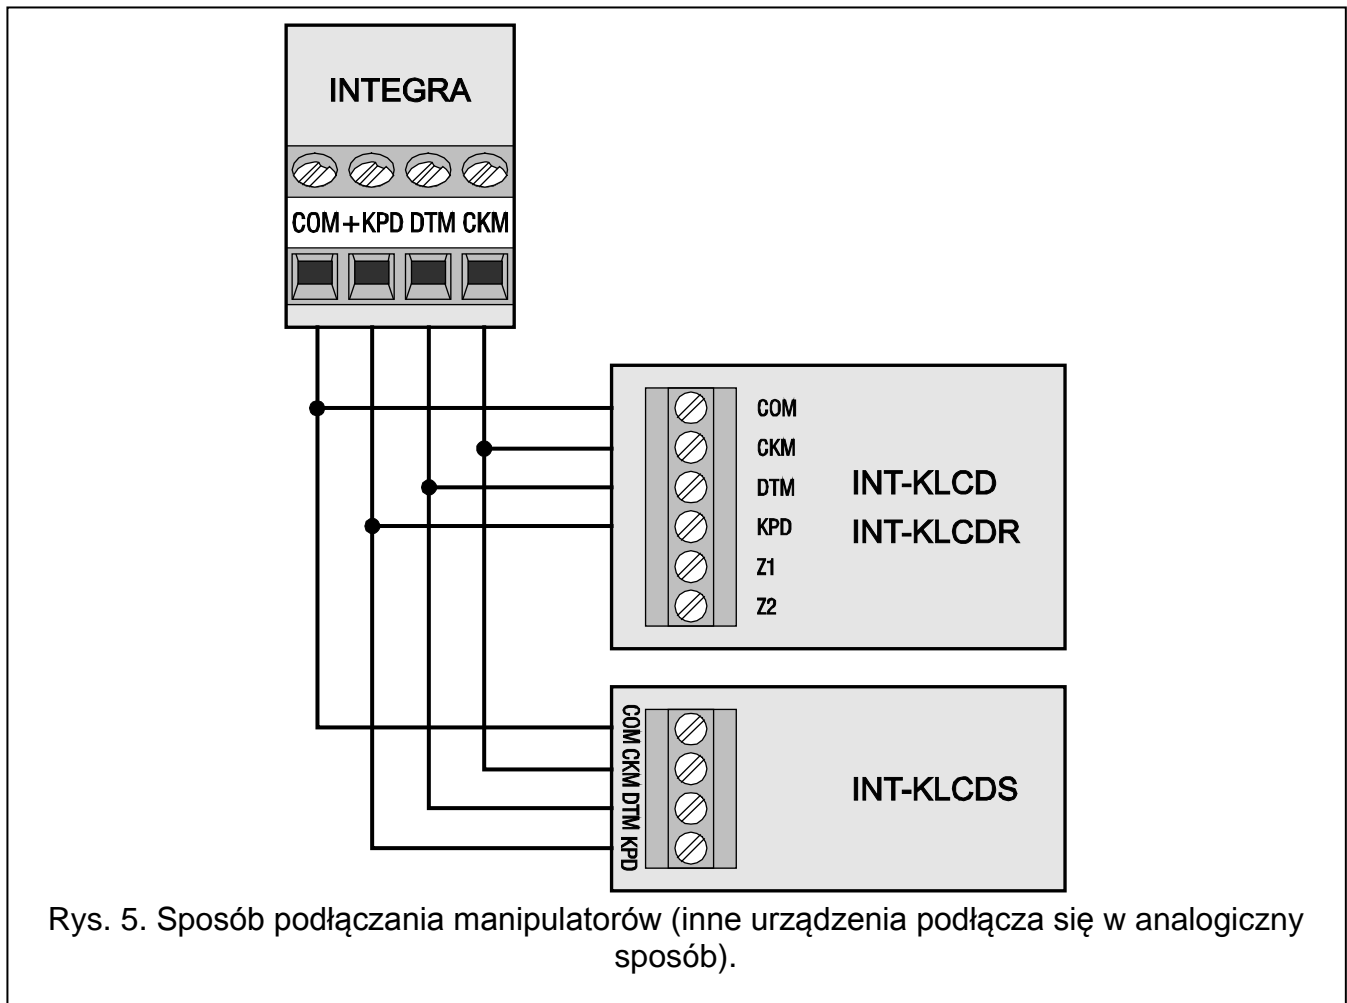 INTEGRA
COM +KPD DTM CKM
COM
CKM
DTM
KPD
Z1
Z2
INT-KLCD
INT-KLCDR
COM CKM DTM KPD
INT-KLCDS
Rys. 5. Sposób podłączania manipulatorów (inne urządzenia podłącza się w analogiczny
sposób).